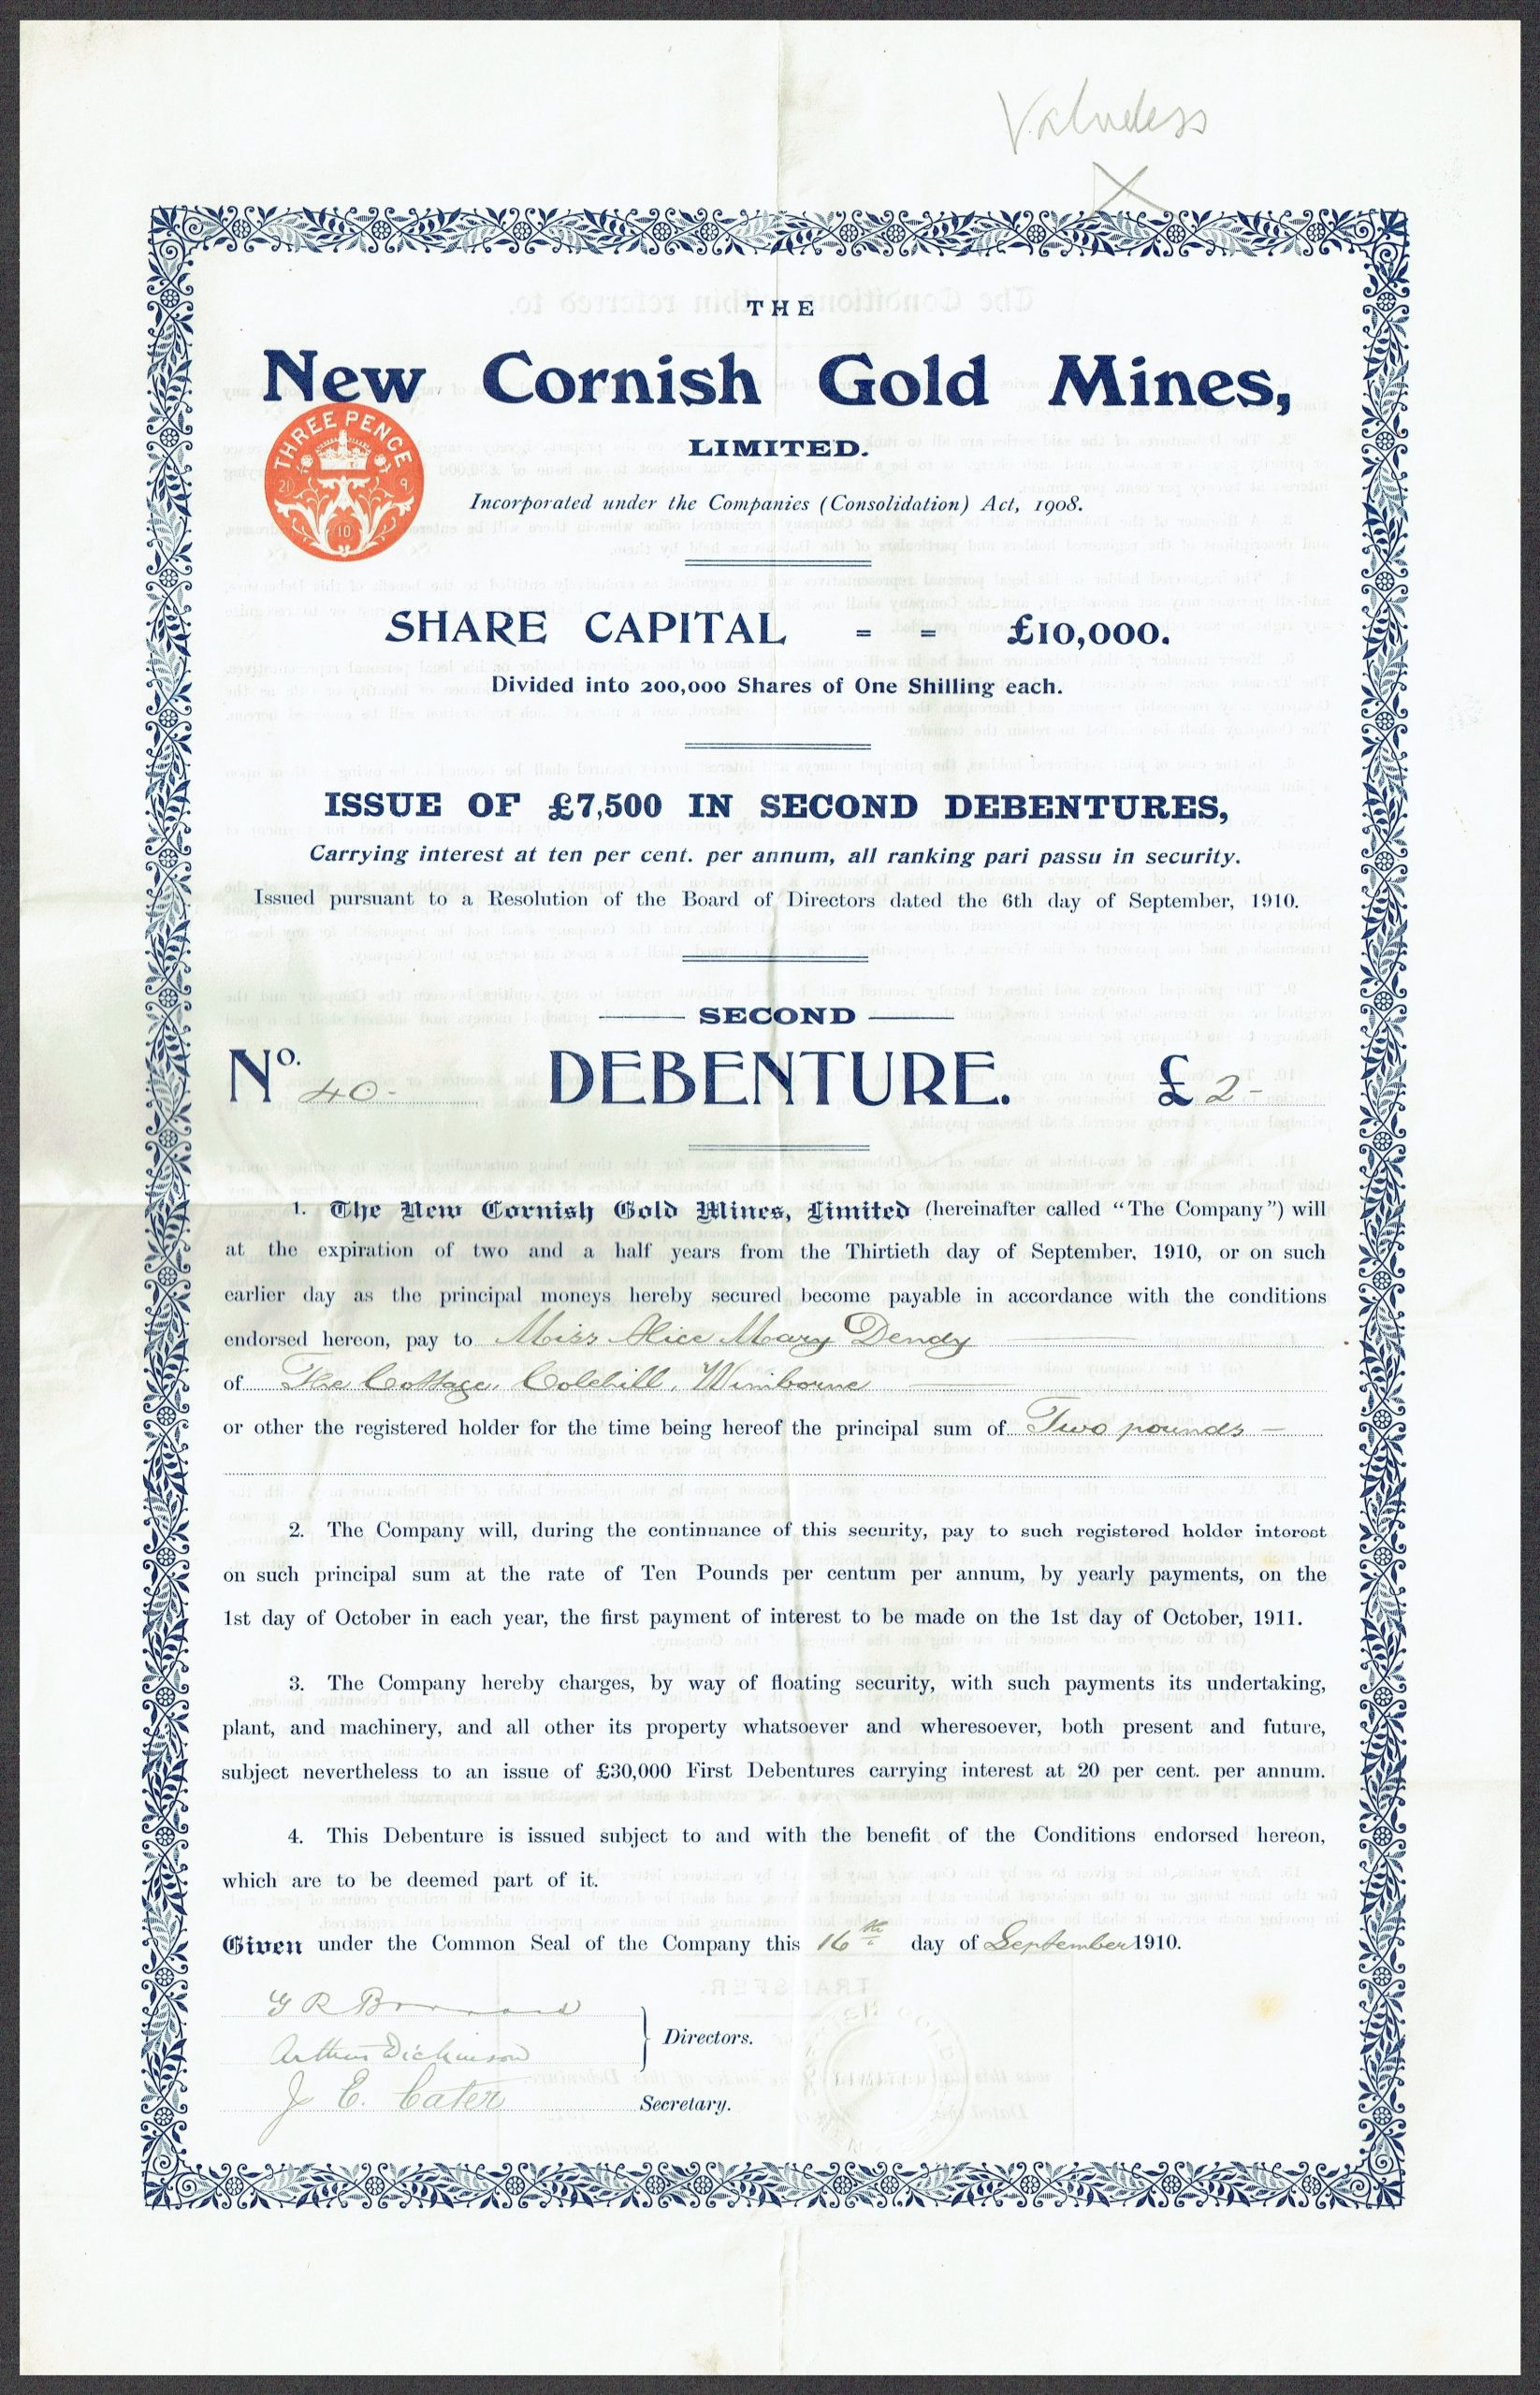 Valueless
X
THE
New Cornish Gold Mines,
LIMITED.
THREE PENCE
21 9
10
Incorporated under the Companies (Consolidation) Act, 1908.
SHARE CAPITAL = = £10,000.
Divided into 200,000 Shares of One Shilling each.
ISSUE OF £7,500 IN SECOND DEBENTURES,
Carrying interest at ten per cent. per annum, all ranking pari passu in security.
Issued pursuant to a Resolution of the Board of Directors dated the 6th day of September, 1910.
SECOND
No. 40- DEBENTURE. £ 2-
1. The New Cornish Gold Mines, Limited (hereinafter called "The Company") will
at the expiration of two and a half years from the Thirtieth day of September, 1910, or on such
earlier day as the principal moneys hereby secured become payable in accordance with the conditions
endorsed hereon, pay to Miss Alice Mary Dendy
of The Cottage, Colehill, Wimborne
or other the registered holder for the time being hereof the principal sum of Two pounds -
2. The Company will, during the continuance of this security, pay to such registered holder interest
on such principal sum at the rate of Ten Pounds per centum per annum, by yearly payments, on the
1st day of October in each year, the first payment of interest to be made on the 1st day of October, 1911.
3. The Company hereby charges, by way of floating security, with such payments its undertaking,
plant, and machinery, and all other its property whatsoever and wheresoever, both present and future,
subject nevertheless to an issue of £30,000 First Debentures carrying interest at 20 per cent. per annum.
4. This Debenture is issued subject to and with the benefit of the Conditions endorsed hereon,
which are to be deemed part of it.
Given under the Common Seal of the Company this 16th day of September 1910.
G R
Arthur Dickinson
Directors.
J. E. Cater
Secretary.